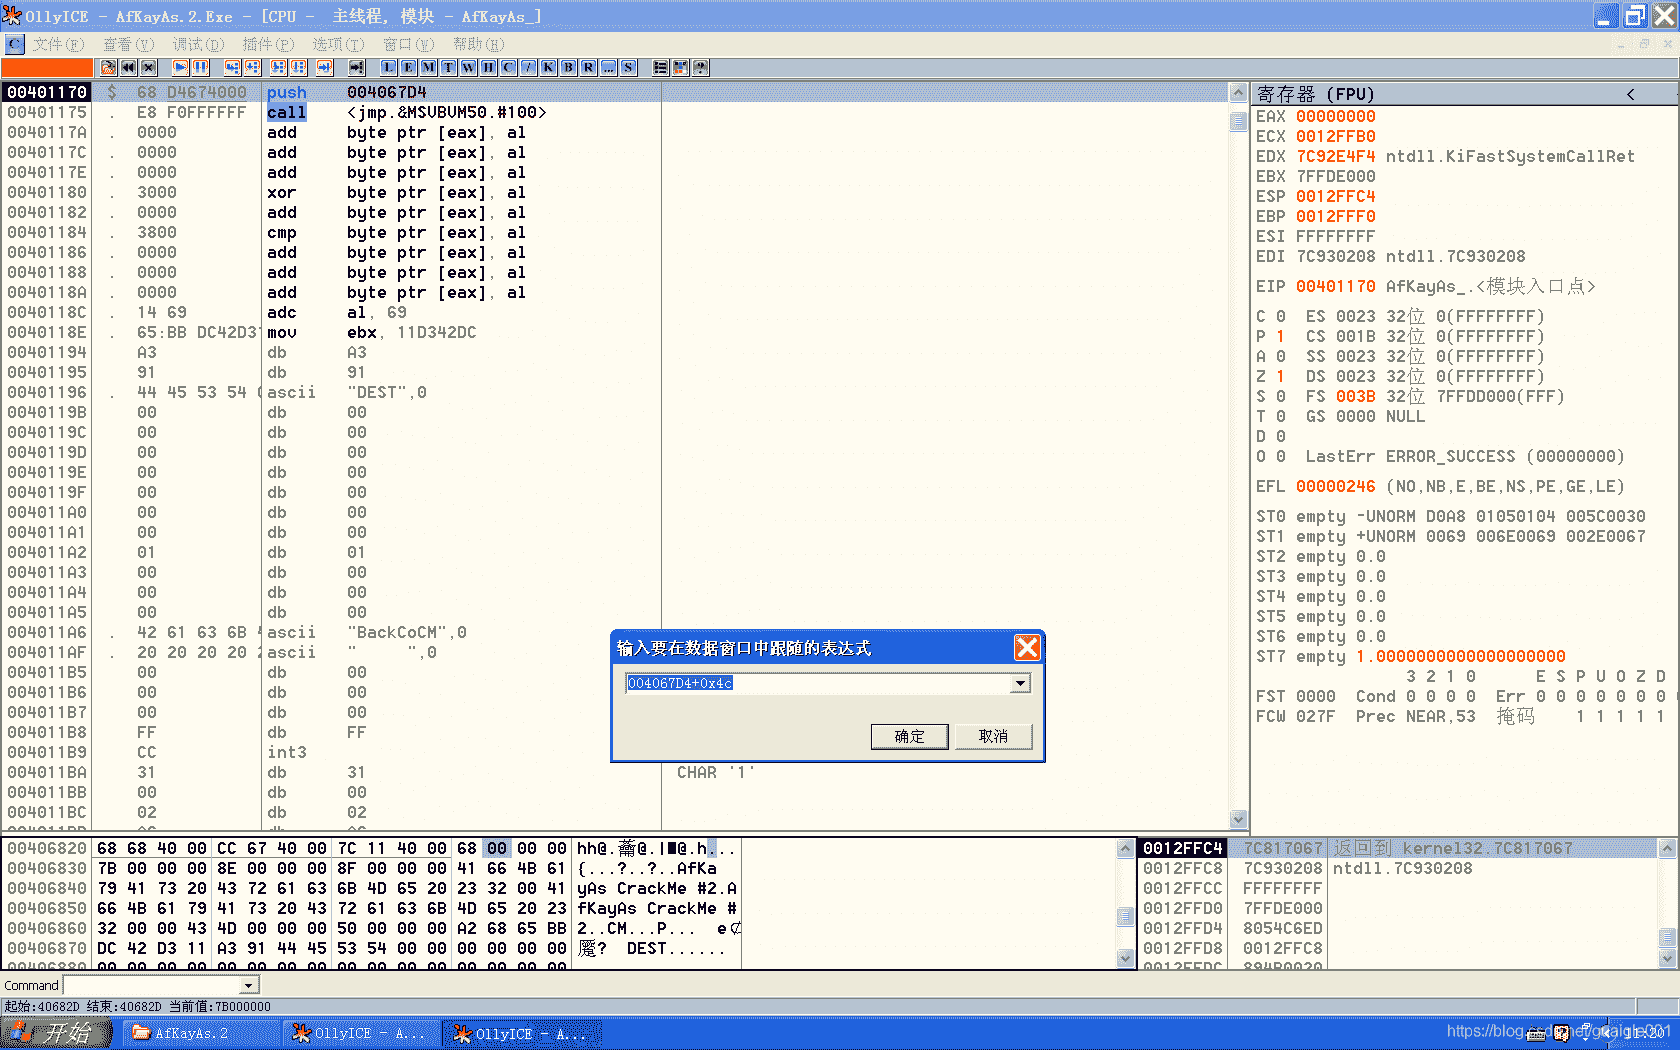 OllyICE - AfKayAs.2.Exe - [CPU - 主线程, 模块 - AfKayAs_]
C 文件(F) 查看(V) 调试(D) 插件(P) 选项(T) 窗口(W) 帮助(H)
L E M T W H C / K B R ... S
00401170 $ 68 D4674000 push 004067D4
00401175 . E8 F0FFFFFF call <jmp.&MSVBVM50.#100>
0040117A . 0000 add byte ptr [eax], al
0040117C . 0000 add byte ptr [eax], al
0040117E . 0000 add byte ptr [eax], al
00401180 . 3000 xor byte ptr [eax], al
00401182 . 0000 add byte ptr [eax], al
00401184 . 3800 cmp byte ptr [eax], al
00401186 . 0000 add byte ptr [eax], al
00401188 . 0000 add byte ptr [eax], al
0040118A . 0000 add byte ptr [eax], al
0040118C . 14 69 adc al, 69
0040118E . 65:BB DC42D31 mov ebx, 11D342DC
00401194 A3 db A3
00401195 91 db 91
00401196 . 44 45 53 54 ascii "DEST",0
0040119B 00 db 00
0040119C 00 db 00
0040119D 00 db 00
0040119E 00 db 00
0040119F 00 db 00
004011A0 00 db 00
004011A1 00 db 00
004011A2 01 db 01
004011A3 00 db 00
004011A4 00 db 00
004011A5 00 db 00
004011A6 . 42 61 63 6B ascii "BackCoCM",0
004011AF . 20 20 20 20 ascii "      ",0
004011B5 00 db 00
004011B6 00 db 00
004011B7 00 db 00
004011B8 FF db FF
004011B9 CC int3
004011BA 31 db 31 CHAR '1'
004011BB 00 db 00
004011BC 02 db 02
寄存器 (FPU) <
EAX 00000000
ECX 0012FFB0
EDX 7C92E4F4 ntdll.KiFastSystemCallRet
EBX 7FFDE000
ESP 0012FFC4
EBP 0012FFF0
ESI FFFFFFFF
EDI 7C930208 ntdll.7C930208
EIP 00401170 AfKayAs_.<模块入口点>
C 0 ES 0023 32位 0(FFFFFFFF)
P 1 CS 001B 32位 0(FFFFFFFF)
A 0 SS 0023 32位 0(FFFFFFFF)
Z 1 DS 0023 32位 0(FFFFFFFF)
S 0 FS 003B 32位 7FFDD000(FFF)
T 0 GS 0000 NULL
D 0
O 0 LastErr ERROR_SUCCESS (00000000)
EFL 00000246 (NO,NB,E,BE,NS,PE,GE,LE)
ST0 empty -UNORM D0A8 01050104 005C0030
ST1 empty +UNORM 0069 006E0069 002E0067
ST2 empty 0.0
ST3 empty 0.0
ST4 empty 0.0
ST5 empty 0.0
ST6 empty 0.0
ST7 empty 1.0000000000000000000
3 2 1 0 E S P U O Z D
FST 0000 Cond 0 0 0 0 Err 0 0 0 0 0 0 0
FCW 027F Prec NEAR,53 掩码 1 1 1 1 1
输入要在数据窗口中跟随的表达式
004067D4+0x4c
确定 取消
00406820 68 68 40 00 CC 67 40 00 7C 11 40 00 68 00 00 00 hh@.蘥@.|■@.h...
00406830 7B 00 00 00 8E 00 00 00 8F 00 00 00 41 66 4B 61 {...?..?..AfKa
00406840 79 41 73 20 43 72 61 63 6B 4D 65 20 23 32 00 41 yAs CrackMe #2.A
00406850 66 4B 61 79 41 73 20 43 72 61 63 6B 4D 65 20 23 fKayAs CrackMe #
00406860 32 00 00 43 4D 00 00 00 50 00 00 00 A2 68 65 BB 2..CM...P...
00406870 DC 42 D3 11 A3 91 44 45 53 54 00 00 00 00 00 00 DEST......
00406880 00 00 00 00 00 00 00 00 00 00 00 00 00 00 00 00
0012FFC4 7C817067 返回到 kernel32.7C817067
0012FFC8 7C930208 ntdll.7C930208
0012FFCC FFFFFFFF
0012FFD0 7FFDE000
0012FFD4 8054C6ED
0012FFD8 0012FFC8
0012FFDC 894B0020
Command
起始:40682D 结束:40682D 当前值:7B000000
开始 AfKayAs.2 OllyICE - A... OllyICE - A... 11:20